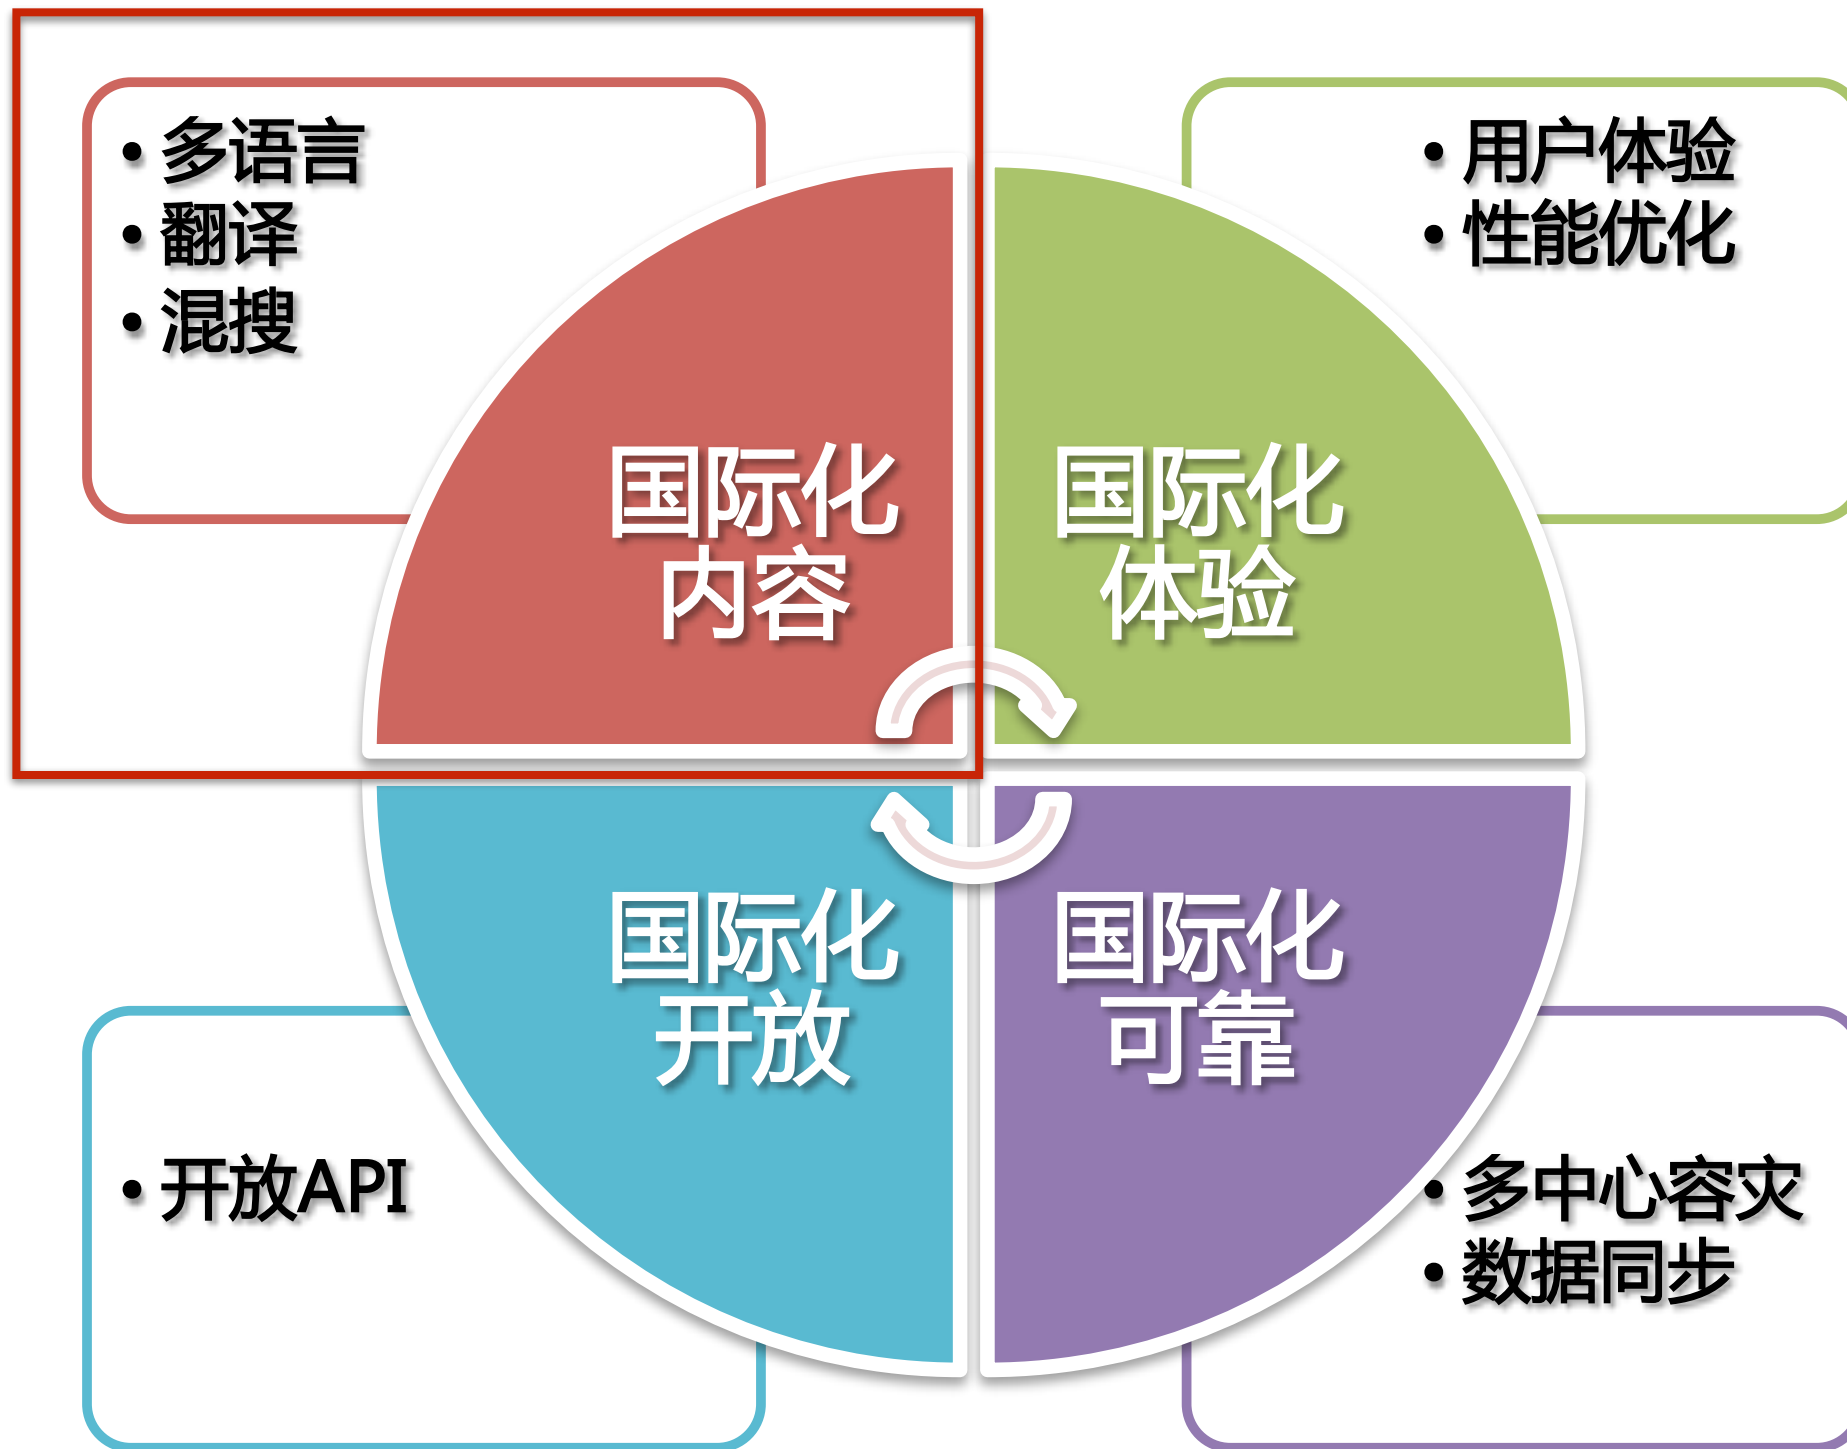 • 多语言
• 翻译
• 混搜
• 用户体验
• 性能优化
国际化
内容
国际化
体验
国际化
开放
国际化
可靠
• 开放API
• 多中心容灾
• 数据同步